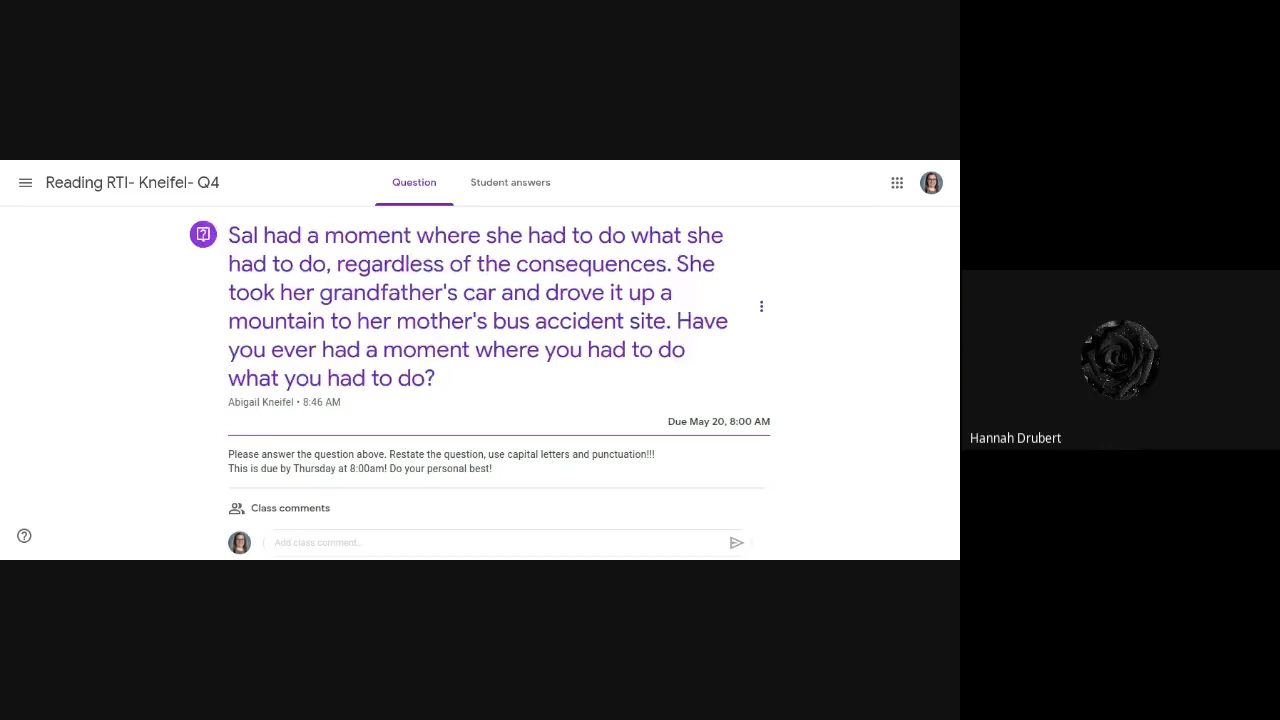 Reading RTI- Kneifel- Q4
Question
Student answers
Sal had a moment where she had to do what she
had to do, regardless of the consequences. She
took her grandfather's car and drove it up a
mountain to her mother's bus accident site. Have
you ever had a moment where you had to do
what you had to do?
Abigail Kneifel • 8:46 AM
Due May 20, 8:00 AM
Please answer the question above. Restate the question, use capital letters and punctuation!!!
This is due by Thursday at 8:00am! Do your personal best!
Class comments
Add class comment...
Hannah Drubert